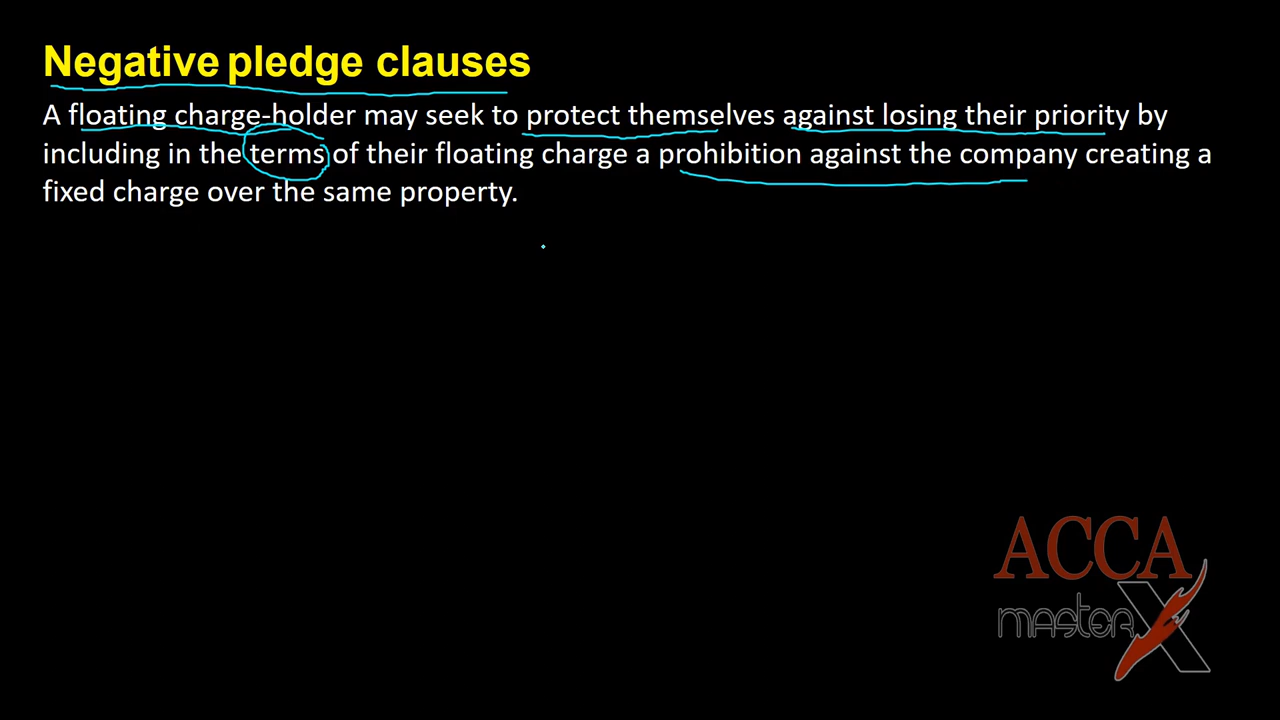 Negative pledge clauses
A floating charge-holder may seek to protect themselves against losing their priority by
including in the terms of their floating charge a prohibition against the company creating a
fixed charge over the same property.
ACCA
masterX